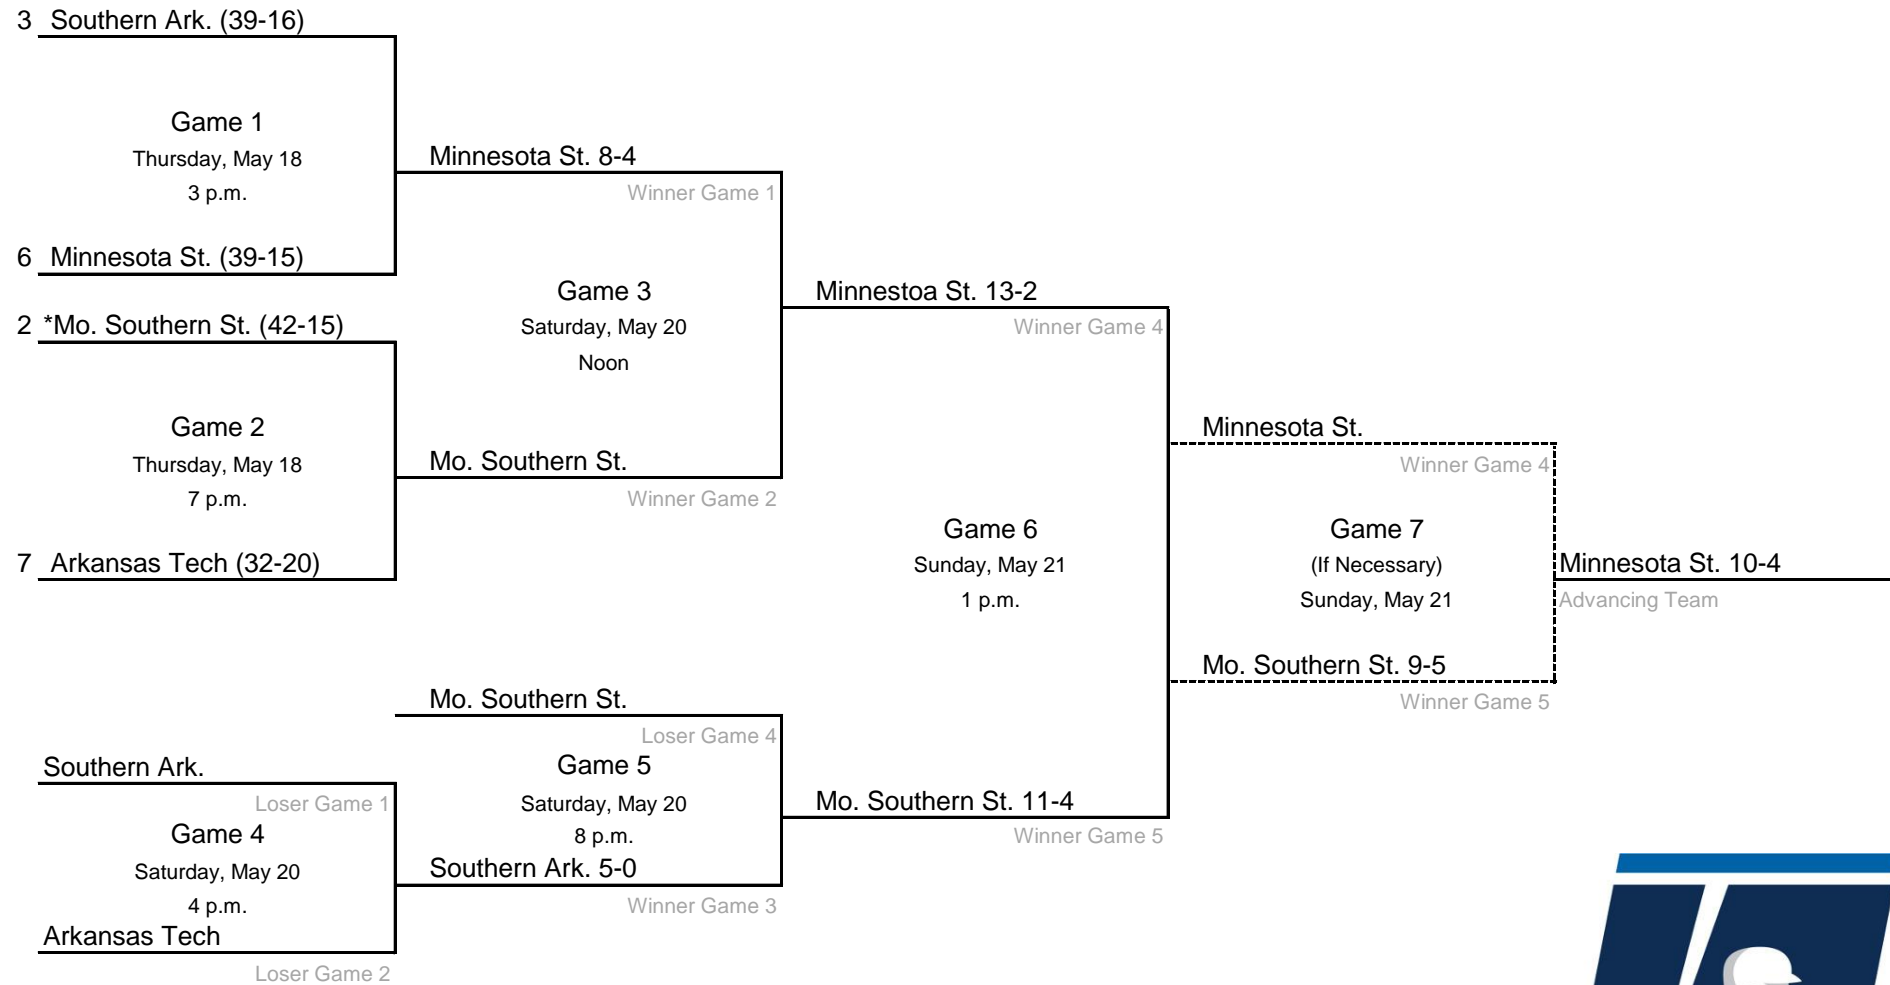 3 Southern Ark. (39-16)
Game 1
Thursday, May 18
3 p.m.
6 Minnesota St. (39-15)
Minnesota St. 8-4
Winner Game 1
2 *Mo. Southern St. (42-15)
Game 2
Thursday, May 18
7 p.m.
7 Arkansas Tech (32-20)
Game 3
Saturday, May 20
Noon
Mo. Southern St.
Winner Game 2
Minnestoa St. 13-2
Winner Game 4
Game 6
Sunday, May 21
1 p.m.
Minnesota St.
Winner Game 4
Game 7
(If Necessary)
Sunday, May 21
Mo. Southern St. 9-5
Winner Game 5
Minnesota St. 10-4
Advancing Team
Mo. Southern St.
Loser Game 4
Game 5
Saturday, May 20
8 p.m.
Southern Ark. 5-0
Winner Game 3
Mo. Southern St. 11-4
Winner Game 5
Southern Ark.
Loser Game 1
Game 4
Saturday, May 20
4 p.m.
Arkansas Tech
Loser Game 2